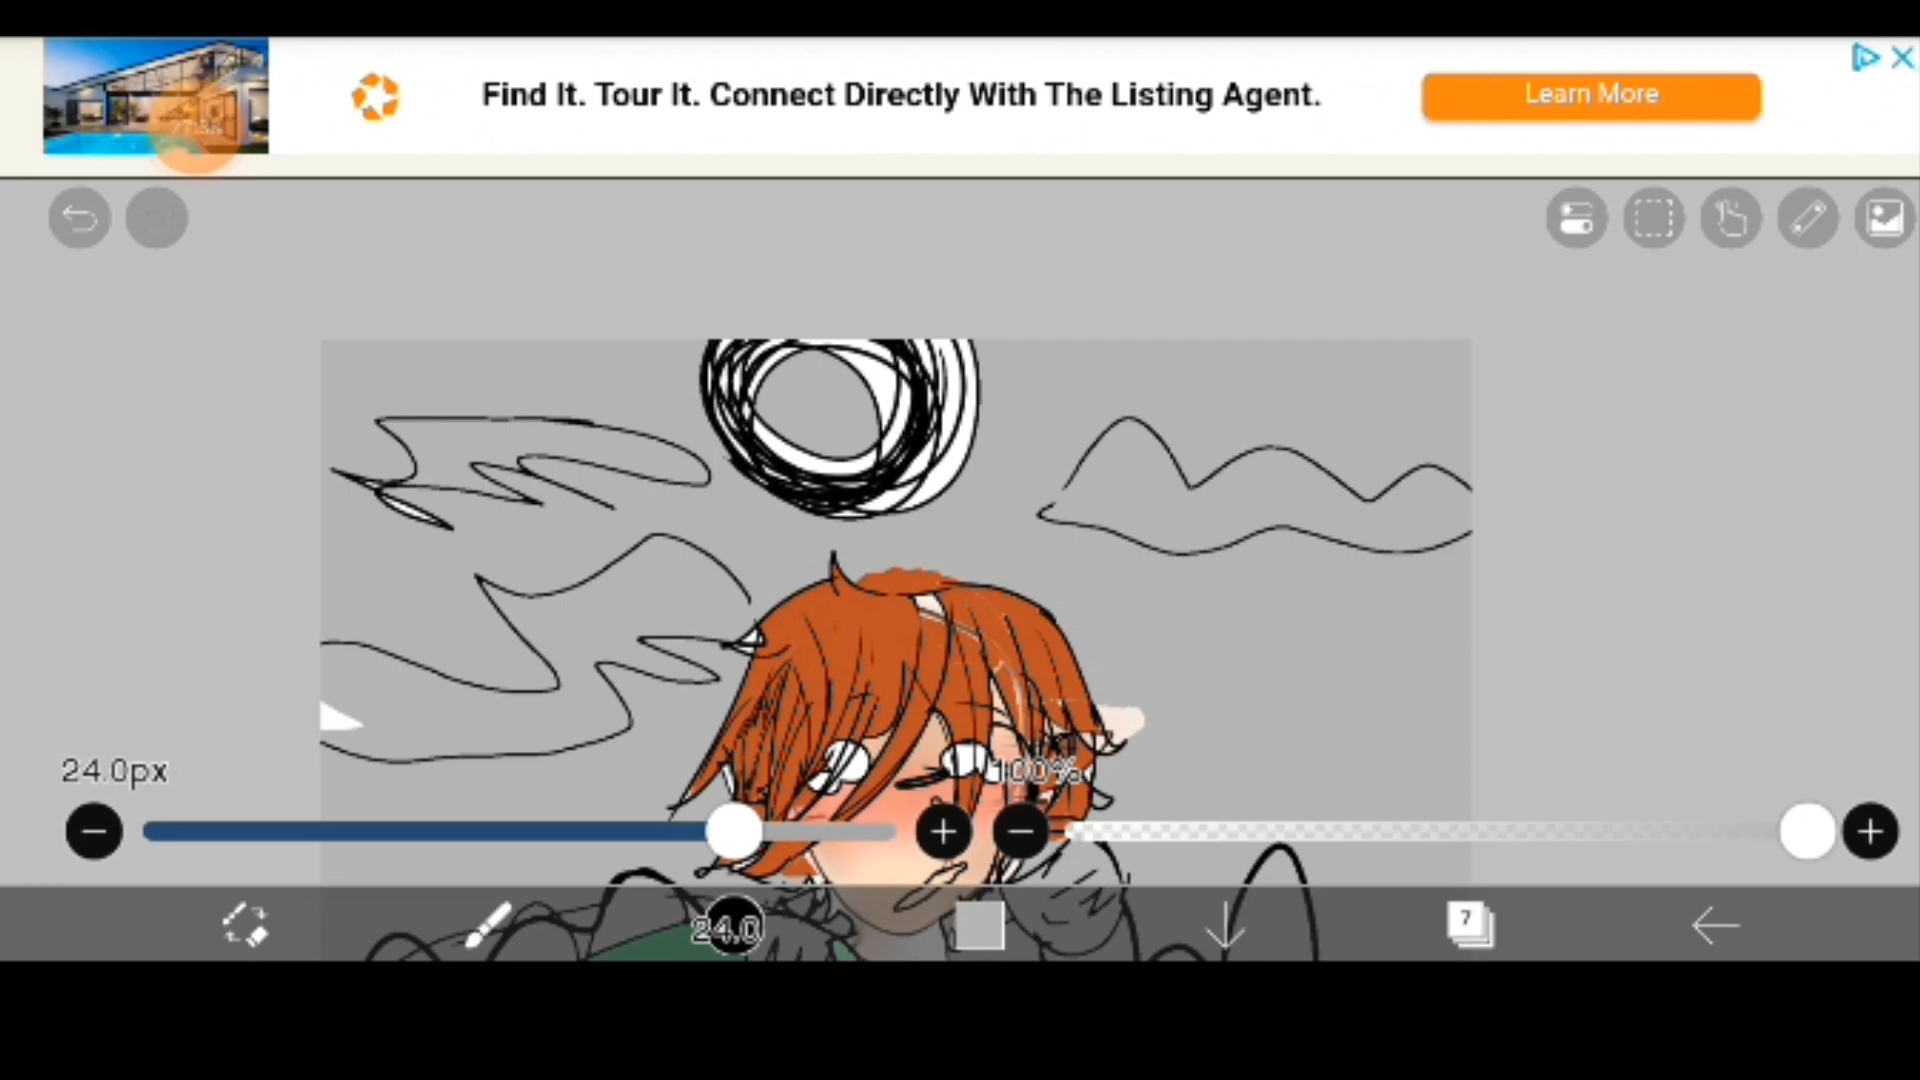 Find It. Tour It. Connect Directly With The Listing Agent.
Learn More
24.0px
100%
24.0
7